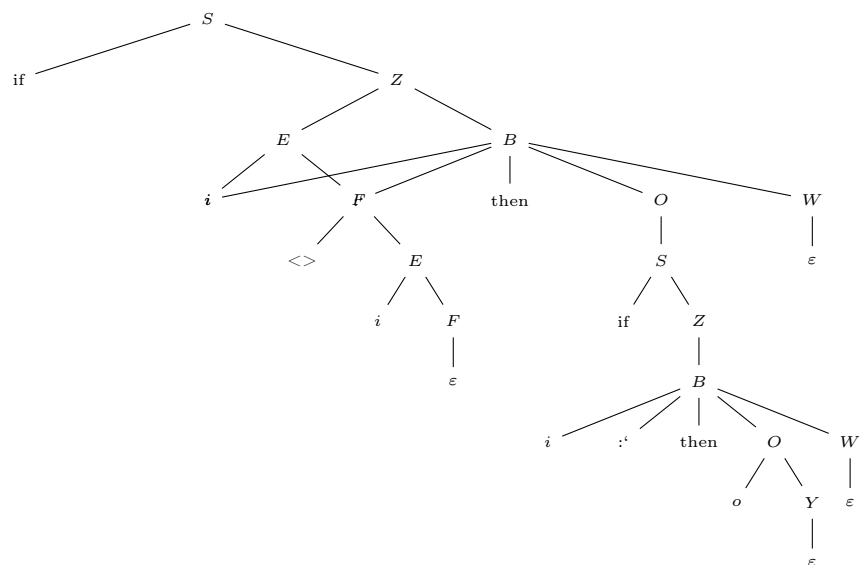 S
if Z
E B
i F then O W
<> E S ε
i F if Z
ε B
i :‘ then O W
o Y ε
ε